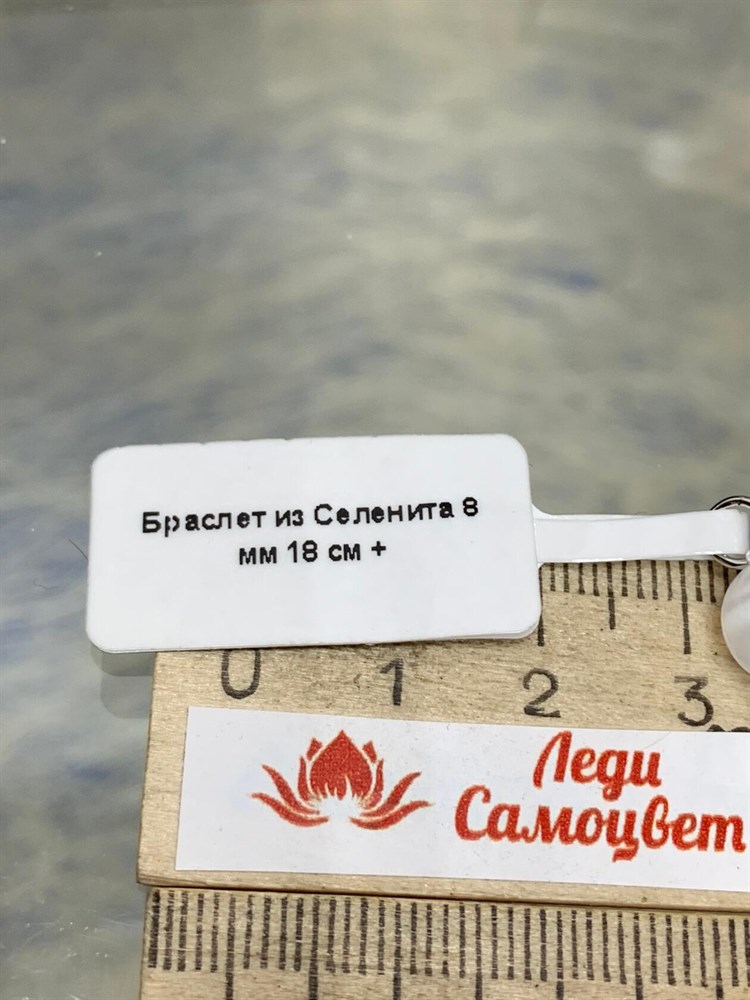 Браслет из Селенита 8
мм 18 см +
0 1 2 3
Леди
Самоцвет